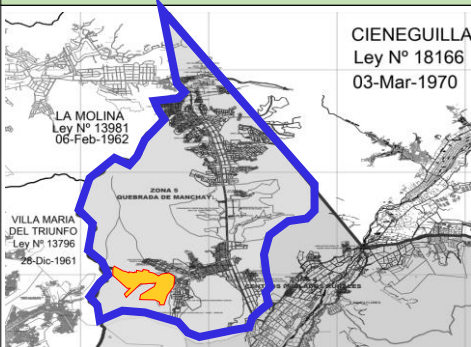 CIENEGUILLA
Ley Nº 18166
03-Mar-1970
LA MOLINA
Ley Nº 13981
06-Feb-1962
ZONA 5
QUEBRADA DE MANCHAY
VILLA MARIA
DEL TRIUNFO
Ley Nº 13796
28-Dic-1961